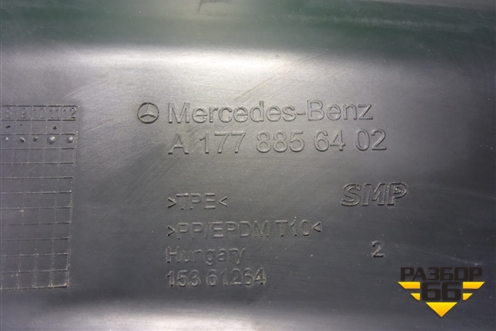 Mercedes-Benz
A 177 885 64 02
>TPE<
SMP
>PP/EPDM T10<
Hungary
2
153 61264
РАЗБОР
66